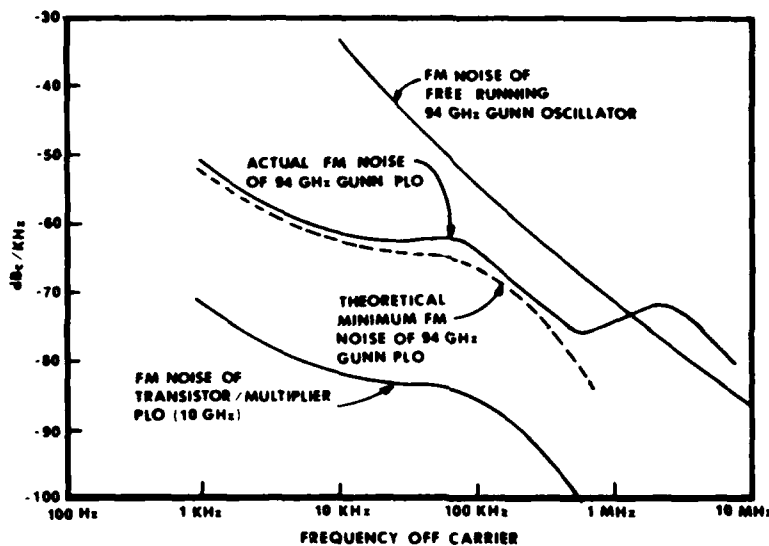 -30
-40
-50
-60
-70
-80
-90
-100
dBc/KHz
FM NOISE OF
FREE RUNNING
94 GHz GUNN OSCILLATOR
ACTUAL FM NOISE
OF 94 GHz GUNN PLO
THEORETICAL
MINIMUM FM
NOISE OF 94 GHz
GUNN PLO
FM NOISE OF
TRANSISTOR/MULTIPLIER
PLO (10 GHz)
100 Hz
1 KHz
10 KHz
100 KHz
1 MHz
10 MHz
FREQUENCY OFF CARRIER